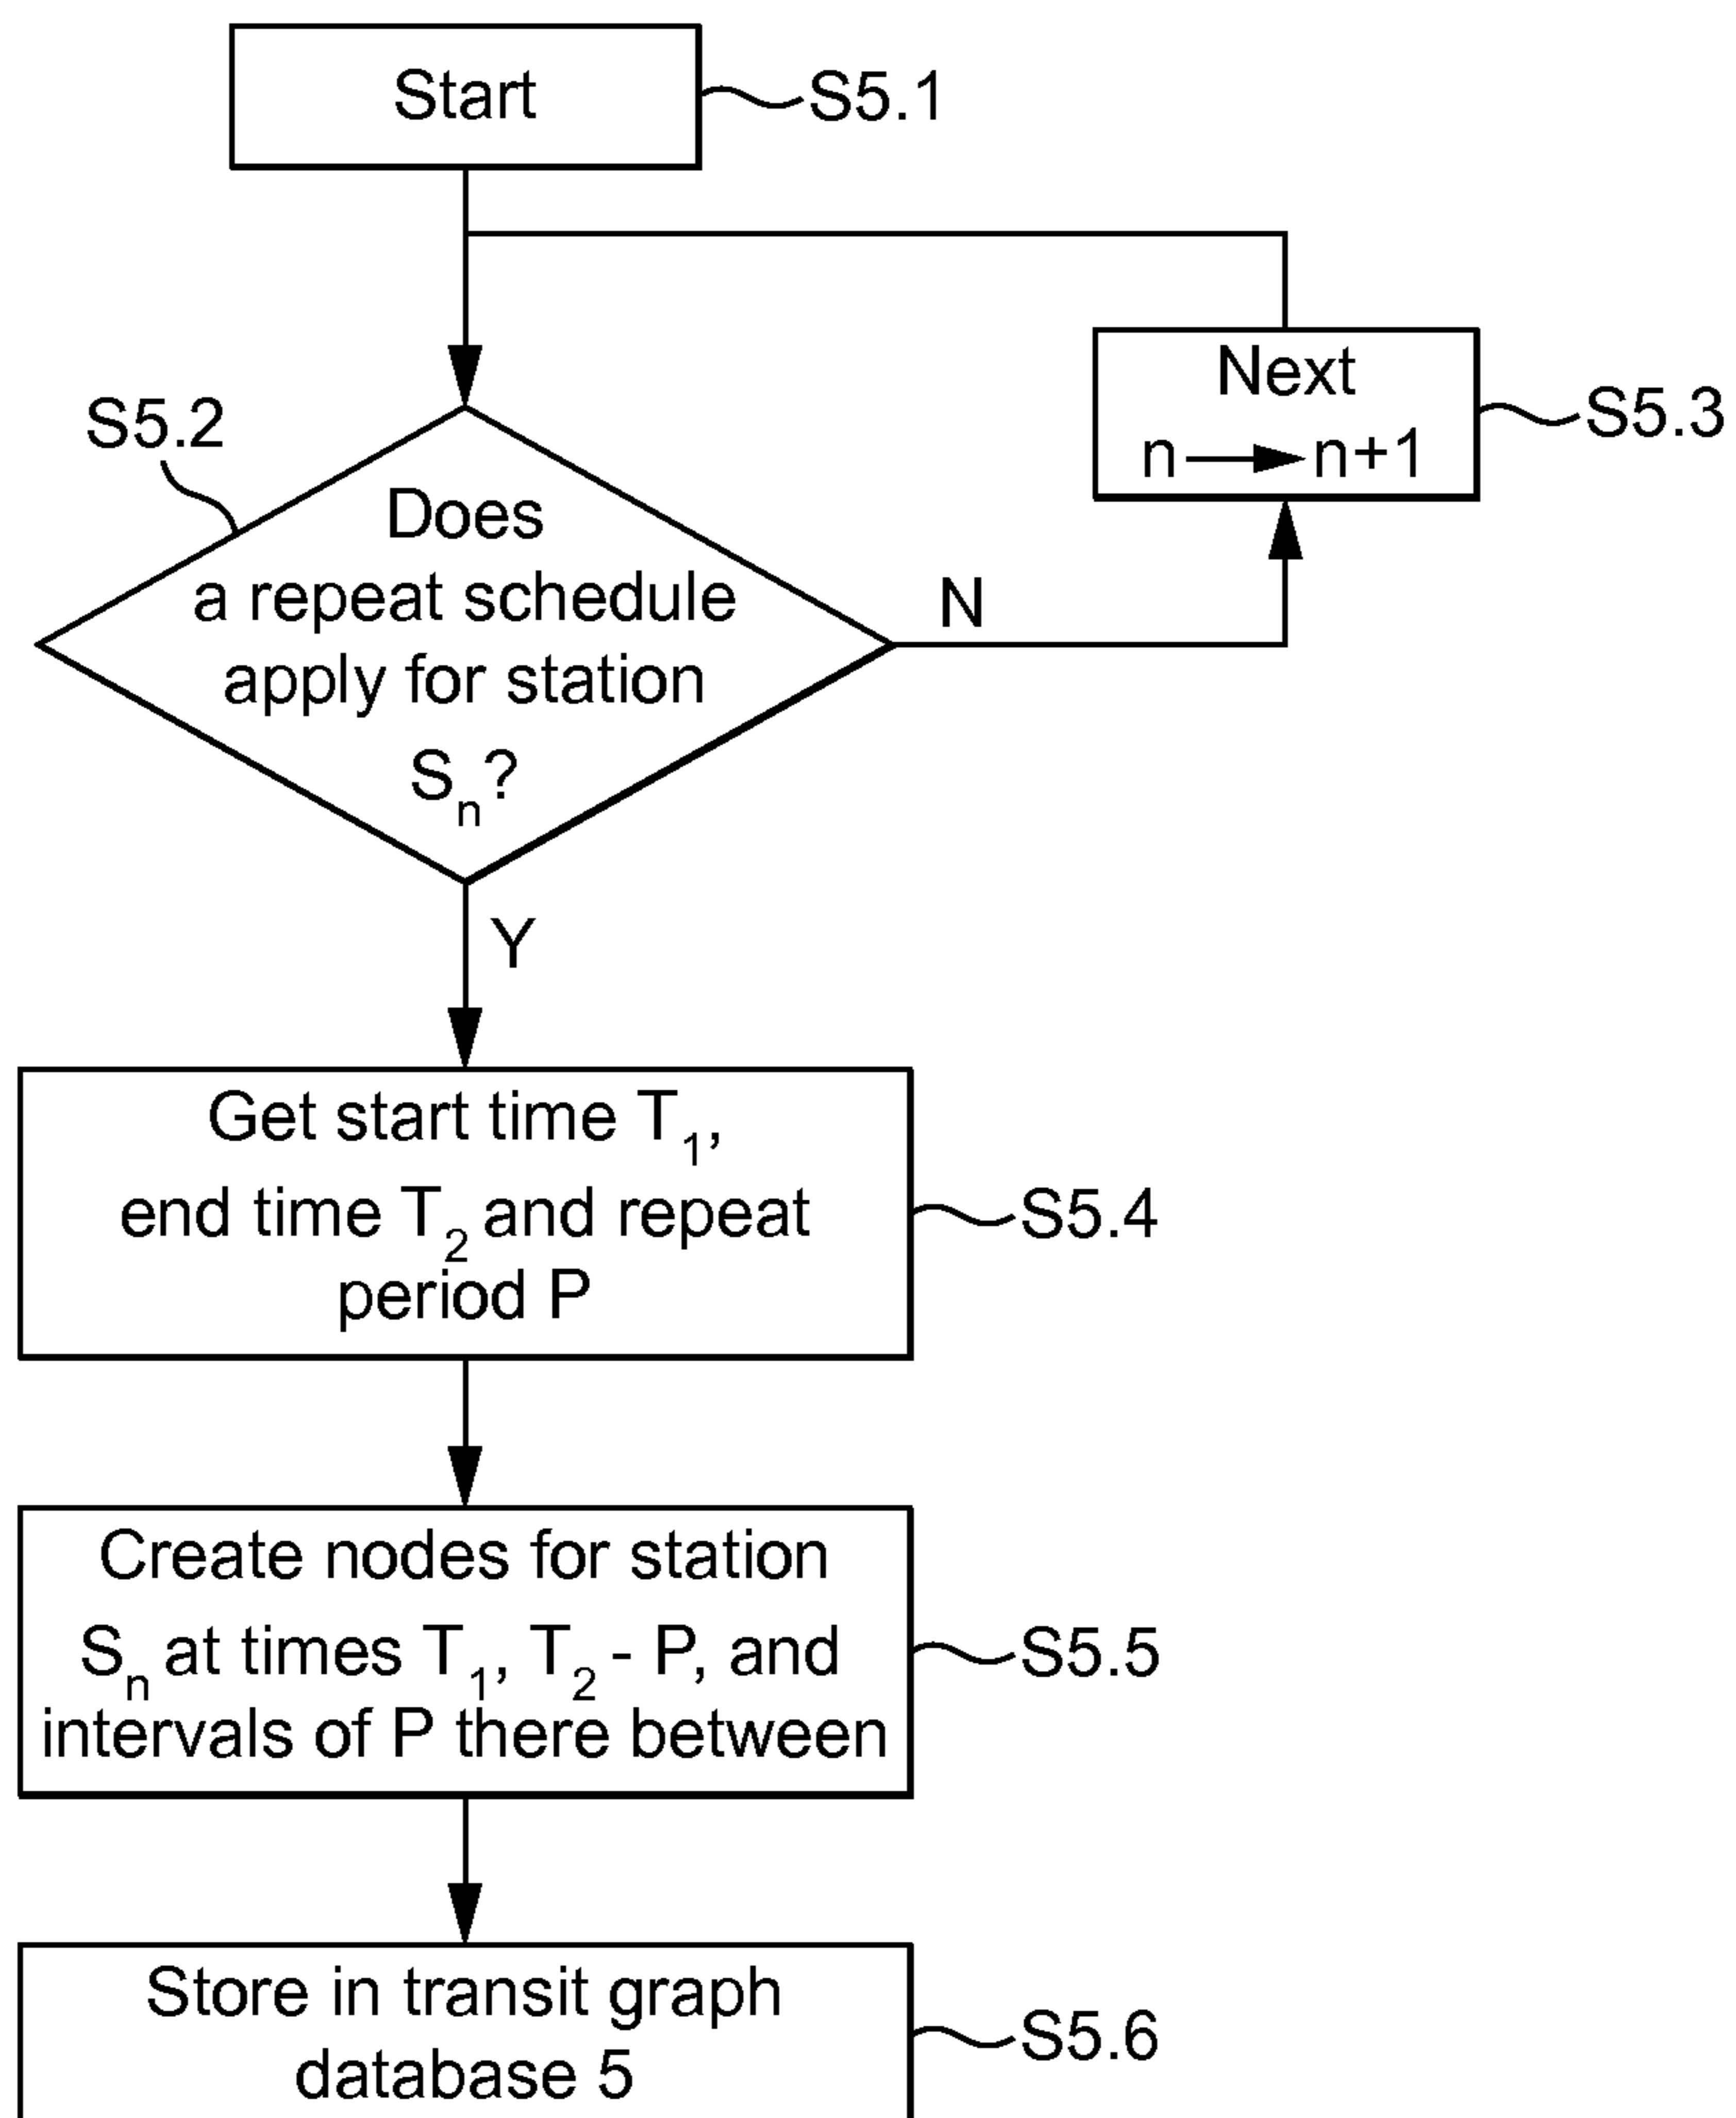 Start
S5.1
Next
n → n+1
S5.3
S5.2
Does
a repeat schedule
apply for station
Sₙ?
N
Y
Get start time T₁,
end time T₂ and repeat
period P
S5.4
Create nodes for station
Sₙ at times T₁, T₂ - P, and
intervals of P there between
S5.5
Store in transit graph
database 5
S5.6